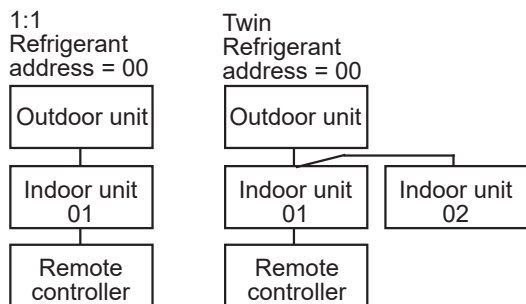 1:1
Refrigerant
address = 00
Outdoor unit
Indoor unit
01
Remote
controller
Twin
Refrigerant
address = 00
Outdoor unit
Indoor unit
01
Indoor unit
02
Remote
controller